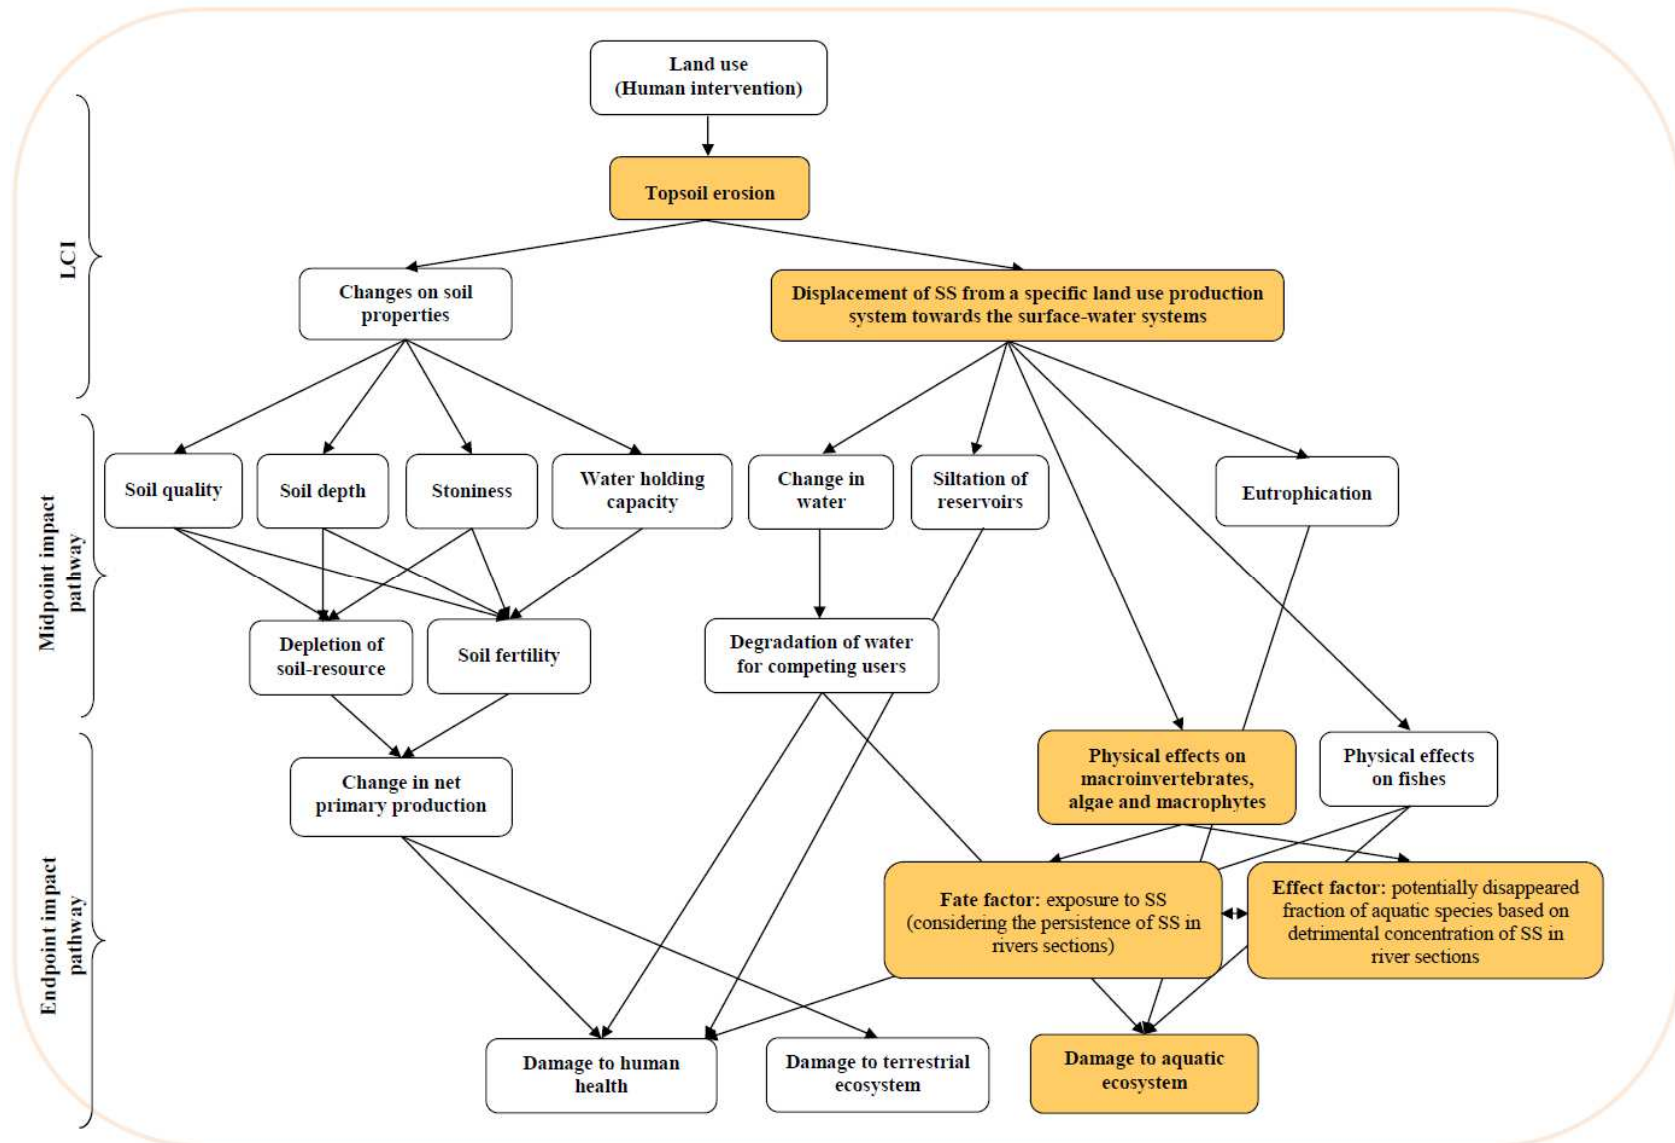 Land use
(Human intervention)
Topsoil erosion
LCI
Changes on soil
properties
Displacement of SS from a specific land use production
system towards the surface-water systems
Midpoint impact
pathway
Soil quality
Soil depth
Stoniness
Water holding
capacity
Change in
water
Siltation of
reservoirs
Eutrophication
Depletion of
soil-resource
Soil fertility
Degradation of water
for competing users
Endpoint impact
pathway
Change in net
primary production
Physical effects on
macroinvertebrates,
algae and macrophytes
Physical effects
on fishes
Fate factor: exposure to SS
(considering the persistence of SS in
rivers sections)
Effect factor: potentially disappeared
fraction of aquatic species based on
detrimental concentration of SS in
river sections
Damage to human
health
Damage to terrestrial
ecosystem
Damage to aquatic
ecosystem